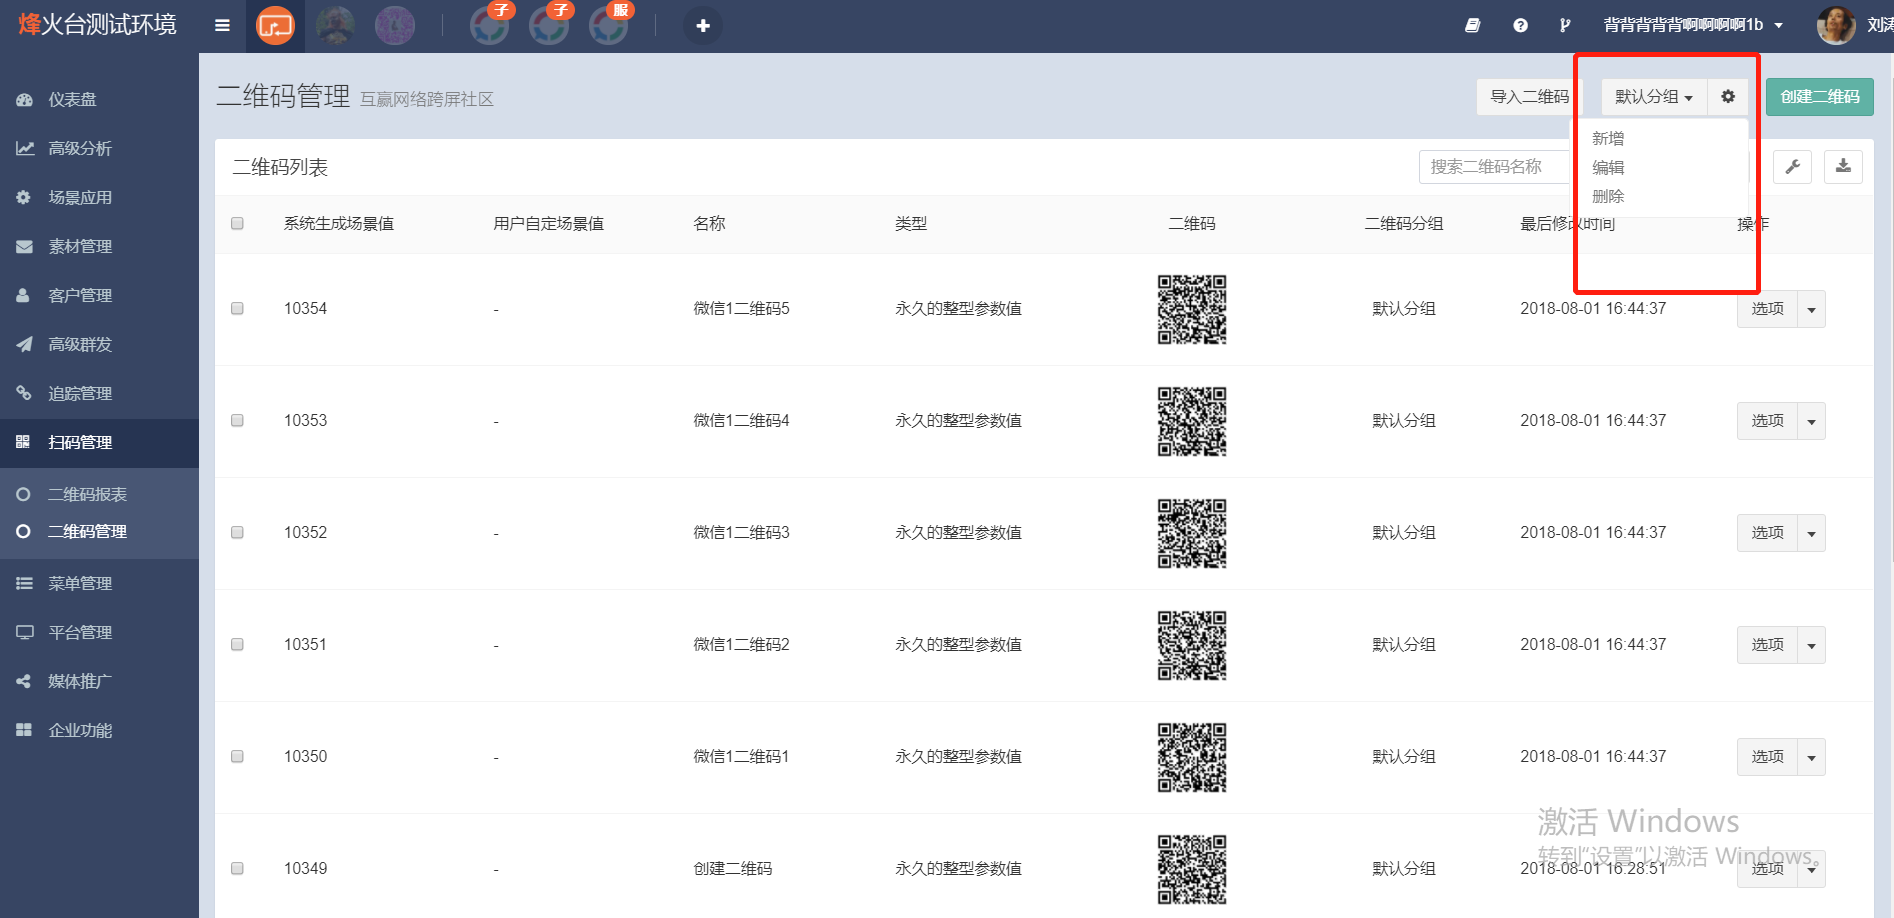 烽火台测试环境
子
子
服
背背背背背啊啊啊啊1b
刘涛
仪表盘
高级分析
场景应用
素材管理
客户管理
高级群发
追踪管理
扫码管理
二维码报表
二维码管理
菜单管理
平台管理
媒体推广
企业功能
二维码管理 互赢网络跨屏社区
导入二维码
默认分组
创建二维码
新增
编辑
删除
二维码列表
搜索二维码名称
系统生成场景值 用户自定场景值 名称 类型 二维码 二维码分组 最后修改时间 操作
10354 - 微信1二维码5 永久的整型参数值 默认分组 2018-08-01 16:44:37 选项
10353 - 微信1二维码4 永久的整型参数值 默认分组 2018-08-01 16:44:37 选项
10352 - 微信1二维码3 永久的整型参数值 默认分组 2018-08-01 16:44:37 选项
10351 - 微信1二维码2 永久的整型参数值 默认分组 2018-08-01 16:44:37 选项
10350 - 微信1二维码1 永久的整型参数值 默认分组 2018-08-01 16:44:37 选项
10349 - 创建二维码 永久的整型参数值 默认分组 2018-08-01 16:28:51 选项
激活 Windows
转到“设置”以激活 Windows。